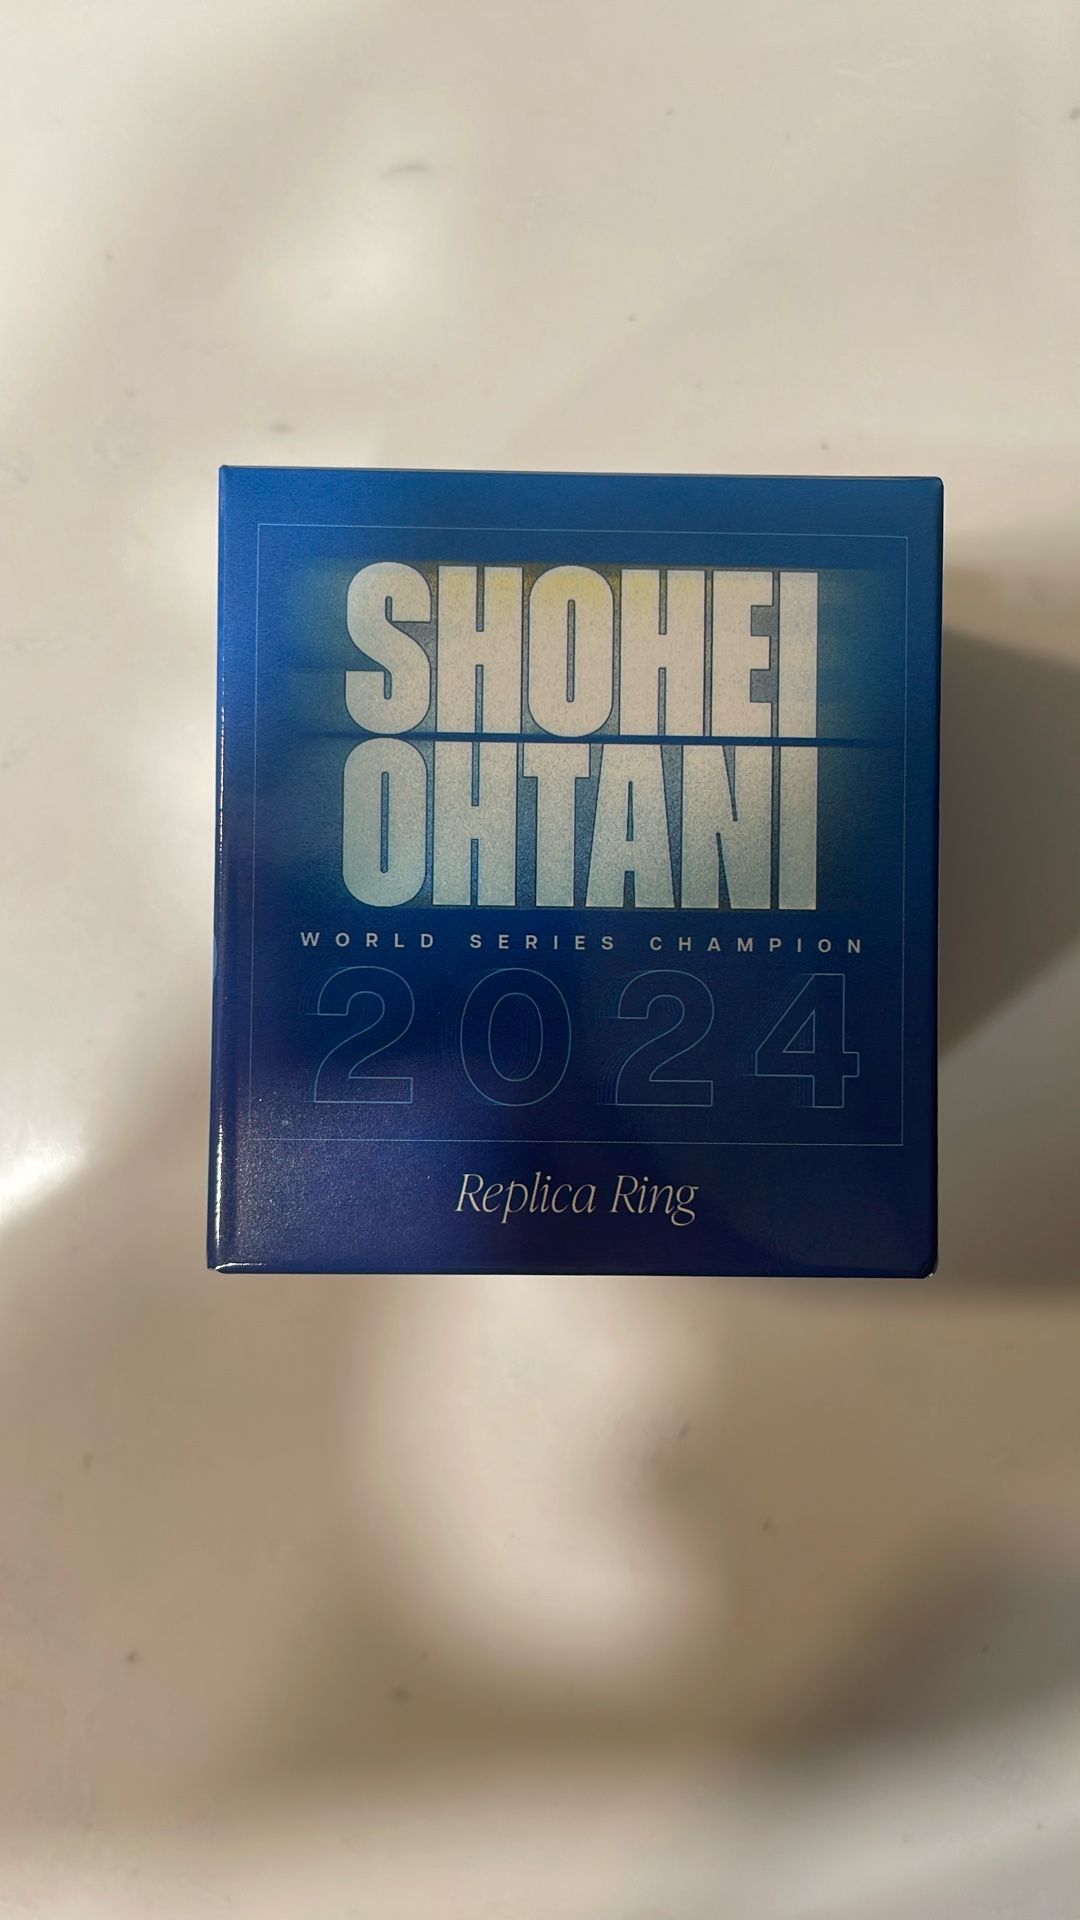 SHOHEI
OHTANI
WORLD SERIES CHAMPION
2024
Replica Ring